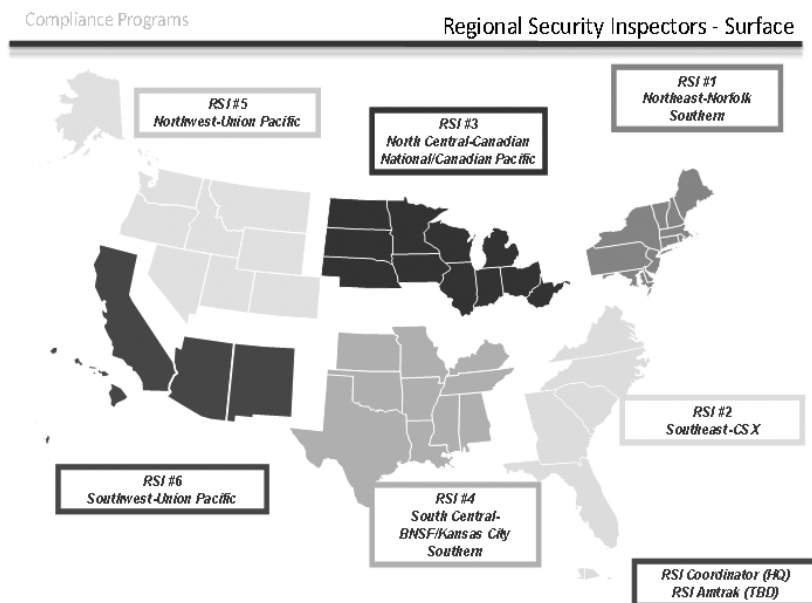 Compliance Programs
Regional Security Inspectors - Surface
RSI #1
Northeast-Norfolk
Southern
RSI #5
Northwest-Union Pacific
RSI #3
North Central-Canadian
National/Canadian Pacific
RSI #2
Southeast-CSX
RSI #6
Southwest-Union Pacific
RSI #4
South Central-
BNSF/Kansas City
Southern
RSI Coordinator (HQ)
RSI Amtrak (TBD)